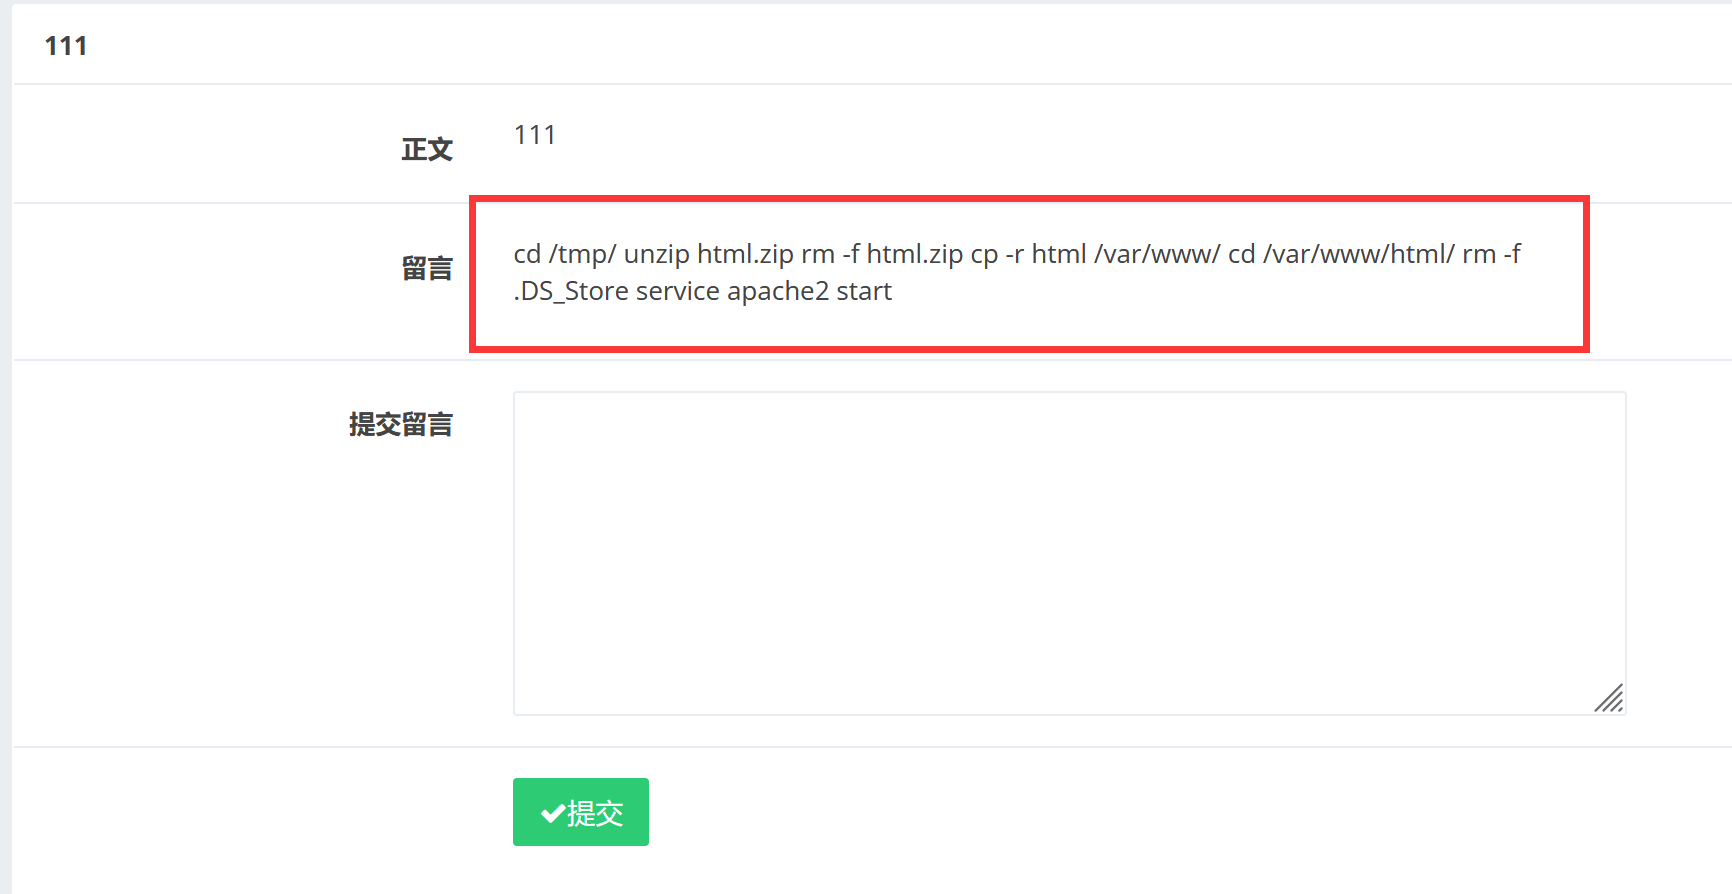 111
正文
111
留言
cd /tmp/ unzip html.zip rm -f html.zip cp -r html /var/www/ cd /var/www/html/ rm -f
.DS_Store service apache2 start
提交留言
提交